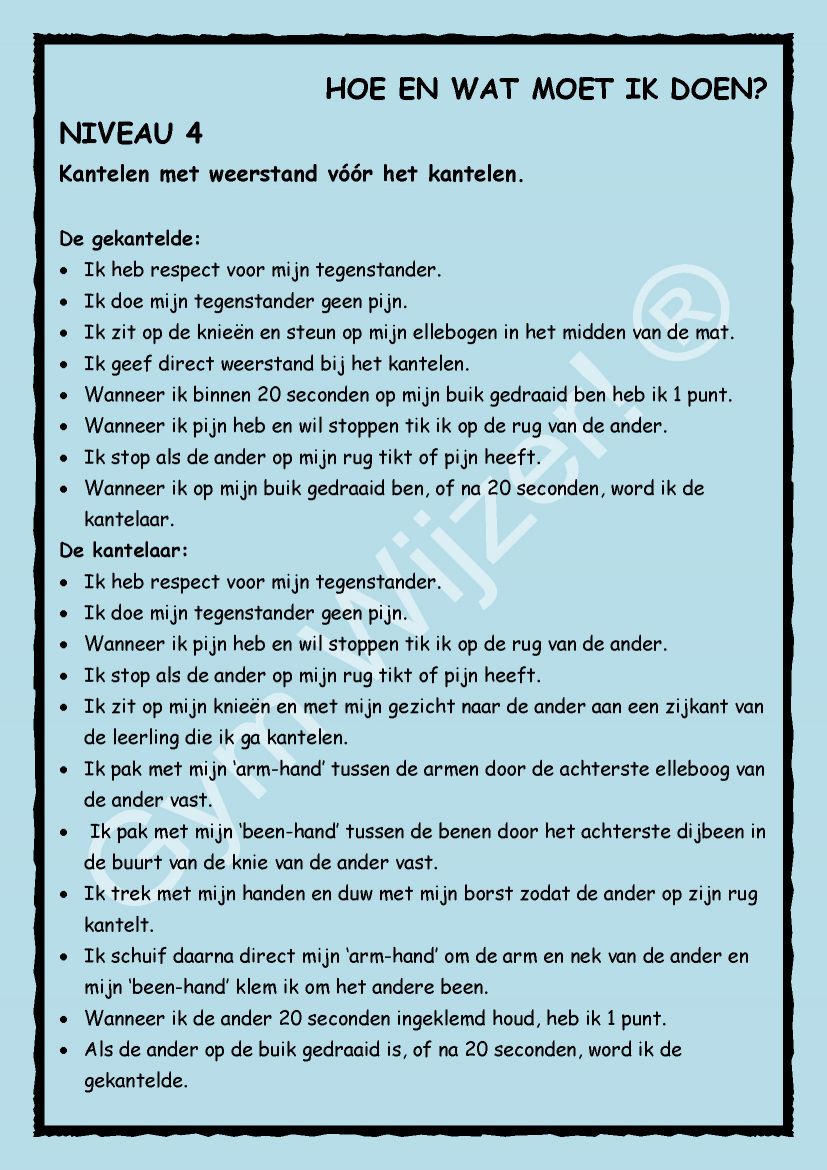 HOE EN WAT MOET IK DOEN?
NIVEAU 4
Kantelen met weerstand vóór het kantelen.
De gekantelde:
• Ik heb respect voor mijn tegenstander.
• Ik doe mijn tegenstander geen pijn.
• Ik zit op de knieën en steun op mijn ellebogen in het midden van de mat.
• Ik geef direct weerstand bij het kantelen.
• Wanneer ik binnen 20 seconden op mijn buik gedraaid ben heb ik 1 punt.
• Wanneer ik pijn heb en wil stoppen tik ik op de rug van de ander.
• Ik stop als de ander op mijn rug tikt of pijn heeft.
• Wanneer ik op mijn buik gedraaid ben, of na 20 seconden, word ik de
kantelaar.
De kantelaar:
• Ik heb respect voor mijn tegenstander.
• Ik doe mijn tegenstander geen pijn.
• Wanneer ik pijn heb en wil stoppen tik ik op de rug van de ander.
• Ik stop als de ander op mijn rug tikt of pijn heeft.
• Ik zit op mijn knieën en met mijn gezicht naar de ander aan een zijkant van
de leerling die ik ga kantelen.
• Ik pak met mijn ‘arm-hand’ tussen de armen door de achterste elleboog van
de ander vast.
• Ik pak met mijn ‘been-hand’ tussen de benen door het achterste dijbeen in
de buurt van de knie van de ander vast.
• Ik trek met mijn handen en duw met mijn borst zodat de ander op zijn rug
kantelt.
• Ik schuif daarna direct mijn ‘arm-hand’ om de arm en nek van de ander en
mijn ‘been-hand’ klem ik om het andere been.
• Wanneer ik de ander 20 seconden ingeklemd houd, heb ik 1 punt.
• Als de ander op de buik gedraaid is, of na 20 seconden, word ik de
gekantelde.
Gym Wijzer! ®